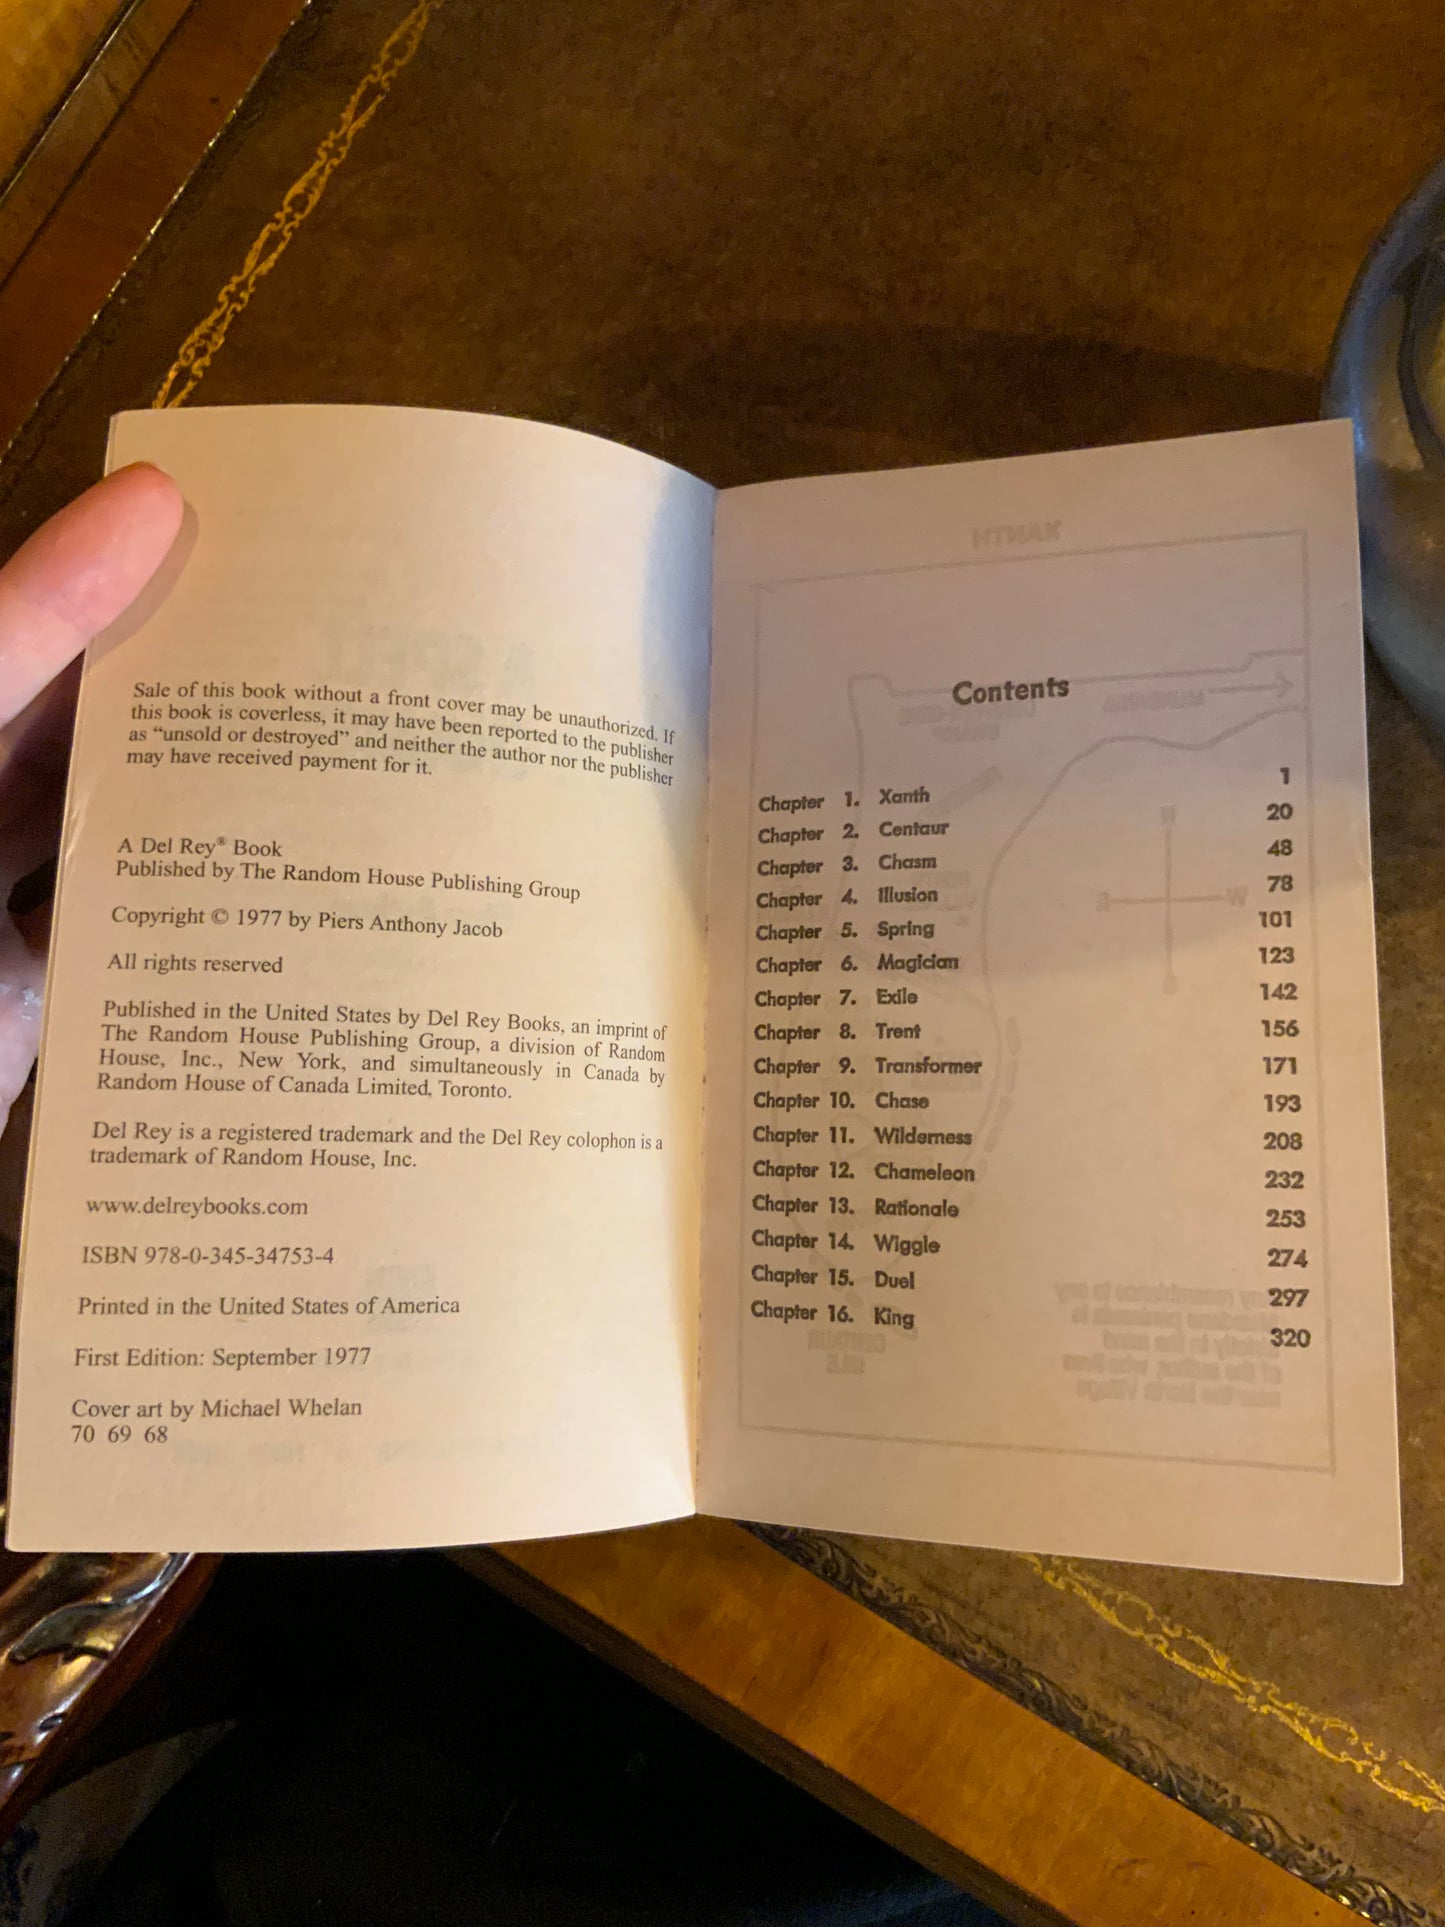 Sale of this book without a front cover may be unauthorized. If
this book is coverless, it may have been reported to the publisher
as “unsold or destroyed” and neither the author nor the publisher
may have received payment for it.
A Del Rey® Book
Published by The Random House Publishing Group
Copyright © 1977 by Piers Anthony Jacob
All rights reserved
Published in the United States by Del Rey Books, an imprint of
The Random House Publishing Group, a division of Random
House, Inc., New York, and simultaneously in Canada by
Random House of Canada Limited, Toronto.
Del Rey is a registered trademark and the Del Rey colophon is a
trademark of Random House, Inc.
www.delreybooks.com
ISBN 978-0-345-34753-4
Printed in the United States of America
First Edition: September 1977
Cover art by Michael Whelan
70 69 68
XANTH
Contents
Chapter 1. Xanth 1
Chapter 2. Centaur 20
Chapter 3. Chasm 48
Chapter 4. Illusion 78
Chapter 5. Spring 101
Chapter 6. Magician 123
Chapter 7. Exile 142
Chapter 8. Trent 156
Chapter 9. Transformer 171
Chapter 10. Chase 193
Chapter 11. Wilderness 208
Chapter 12. Chameleon 232
Chapter 13. Rationale 253
Chapter 14. Wiggle 274
Chapter 15. Duel 297
Chapter 16. King 320
CENTAUR
ISLE